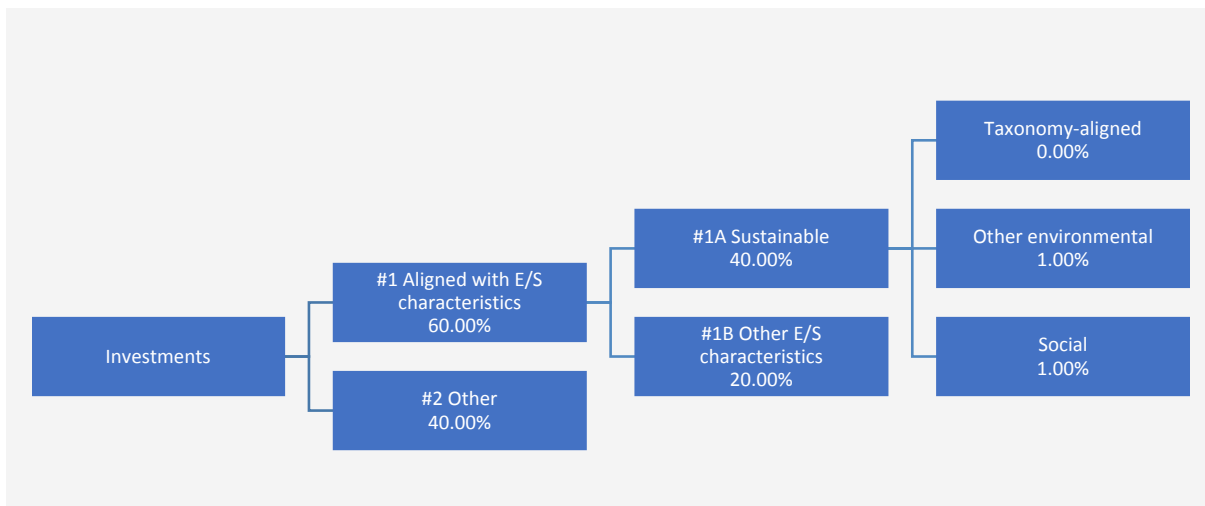 Investments
#1 Aligned with E/S
characteristics
60.00%
#2 Other
40.00%
#1A Sustainable
40.00%
#1B Other E/S
characteristics
20.00%
Taxonomy-aligned
0.00%
Other environmental
1.00%
Social
1.00%